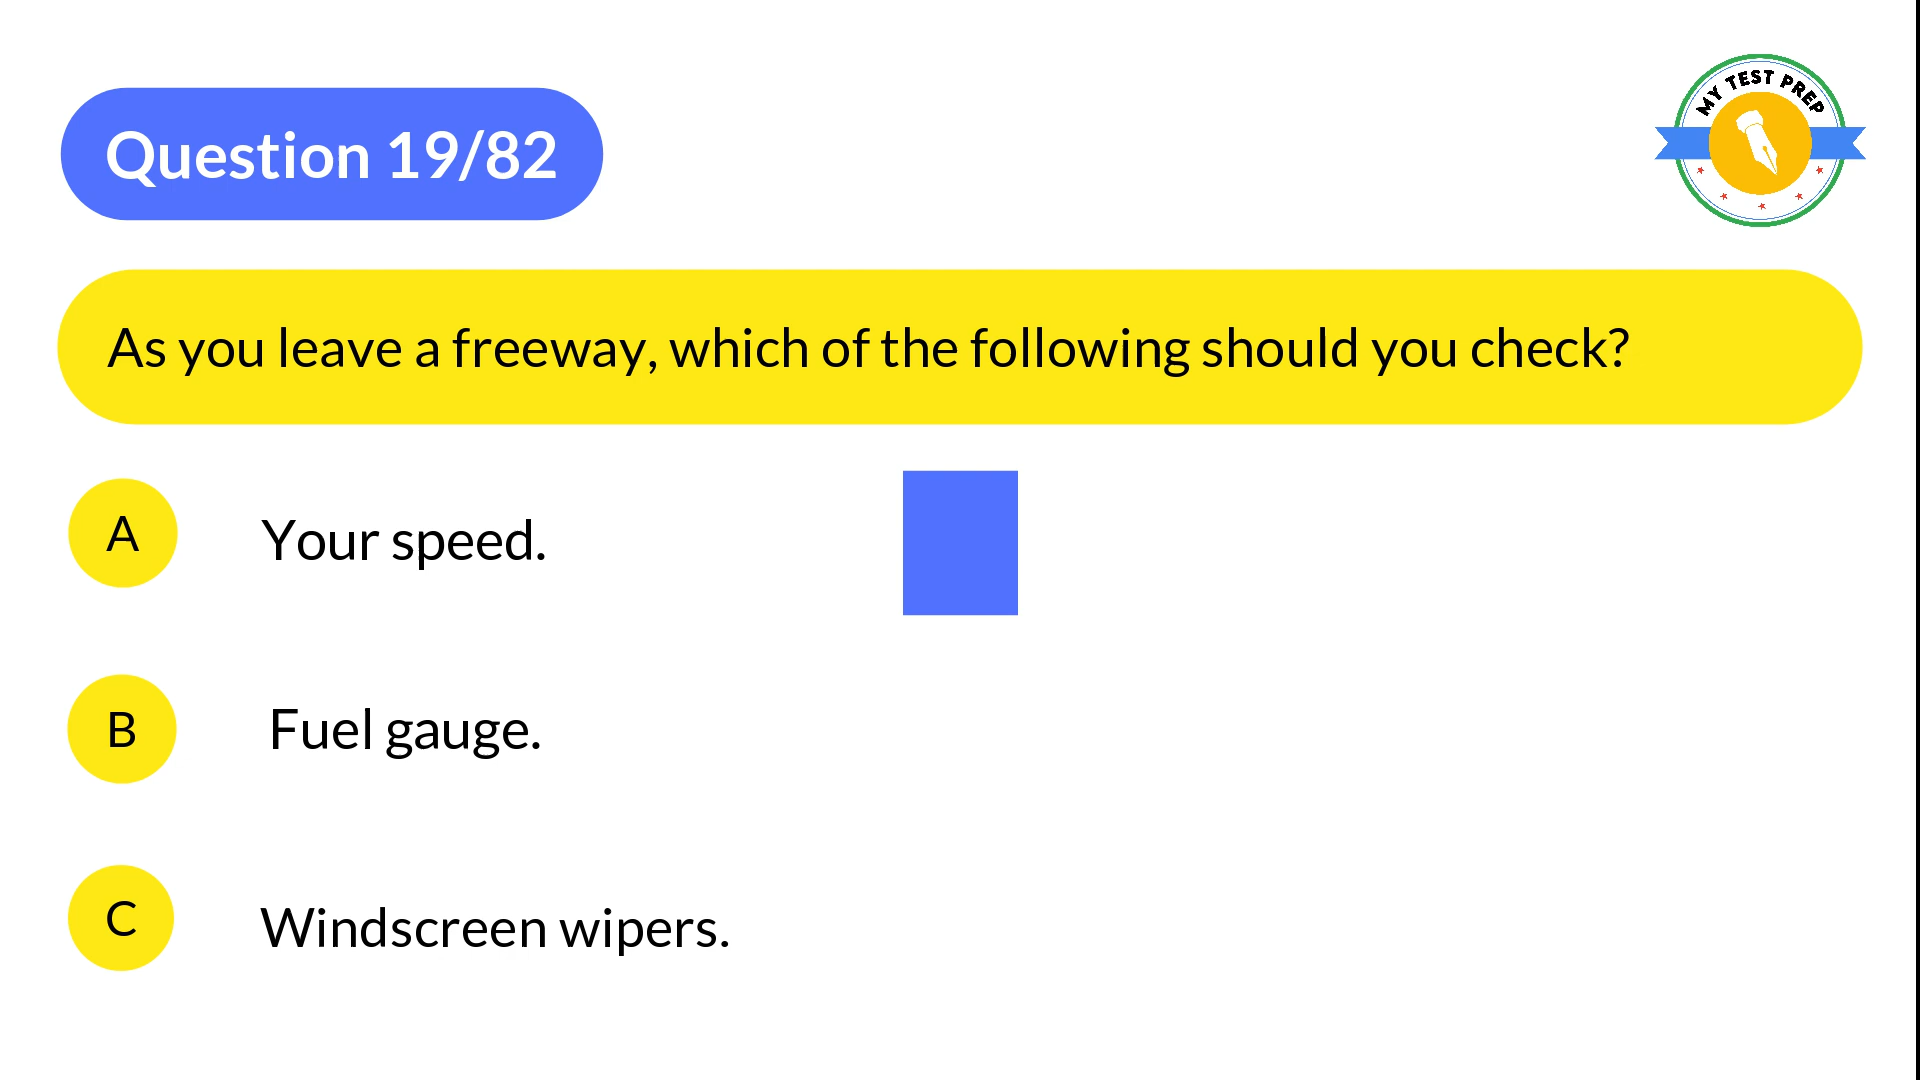 Question 19/82
MY TEST PREP
As you leave a freeway, which of the following should you check?
A Your speed.
B Fuel gauge.
C Windscreen wipers.